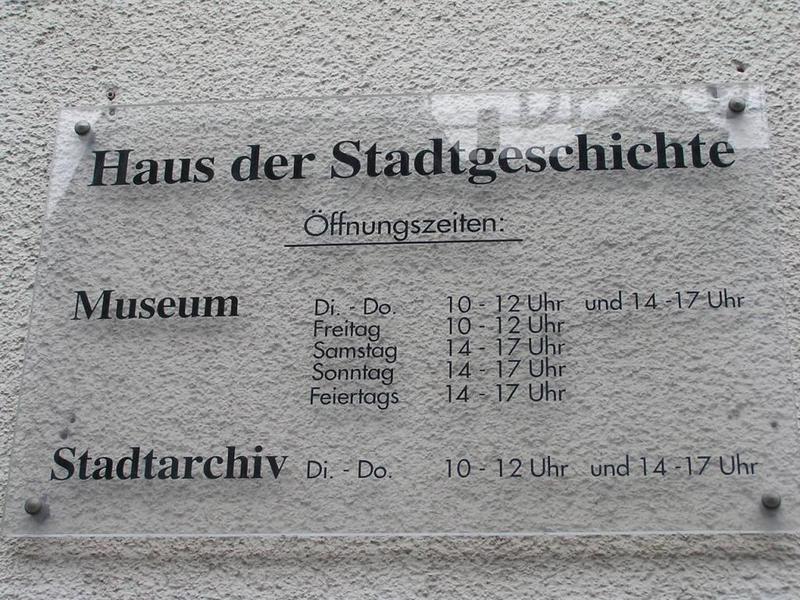 Haus der Stadtgeschichte
Öffnungszeiten:
Museum Di. - Do. 10 - 12 Uhr und 14 -17 Uhr
Freitag 10 - 12 Uhr
Samstag 14 - 17 Uhr
Sonntag 14 - 17 Uhr
Feiertags 14 - 17 Uhr
Stadtarchiv Di. - Do. 10 - 12 Uhr und 14 -17 Uhr